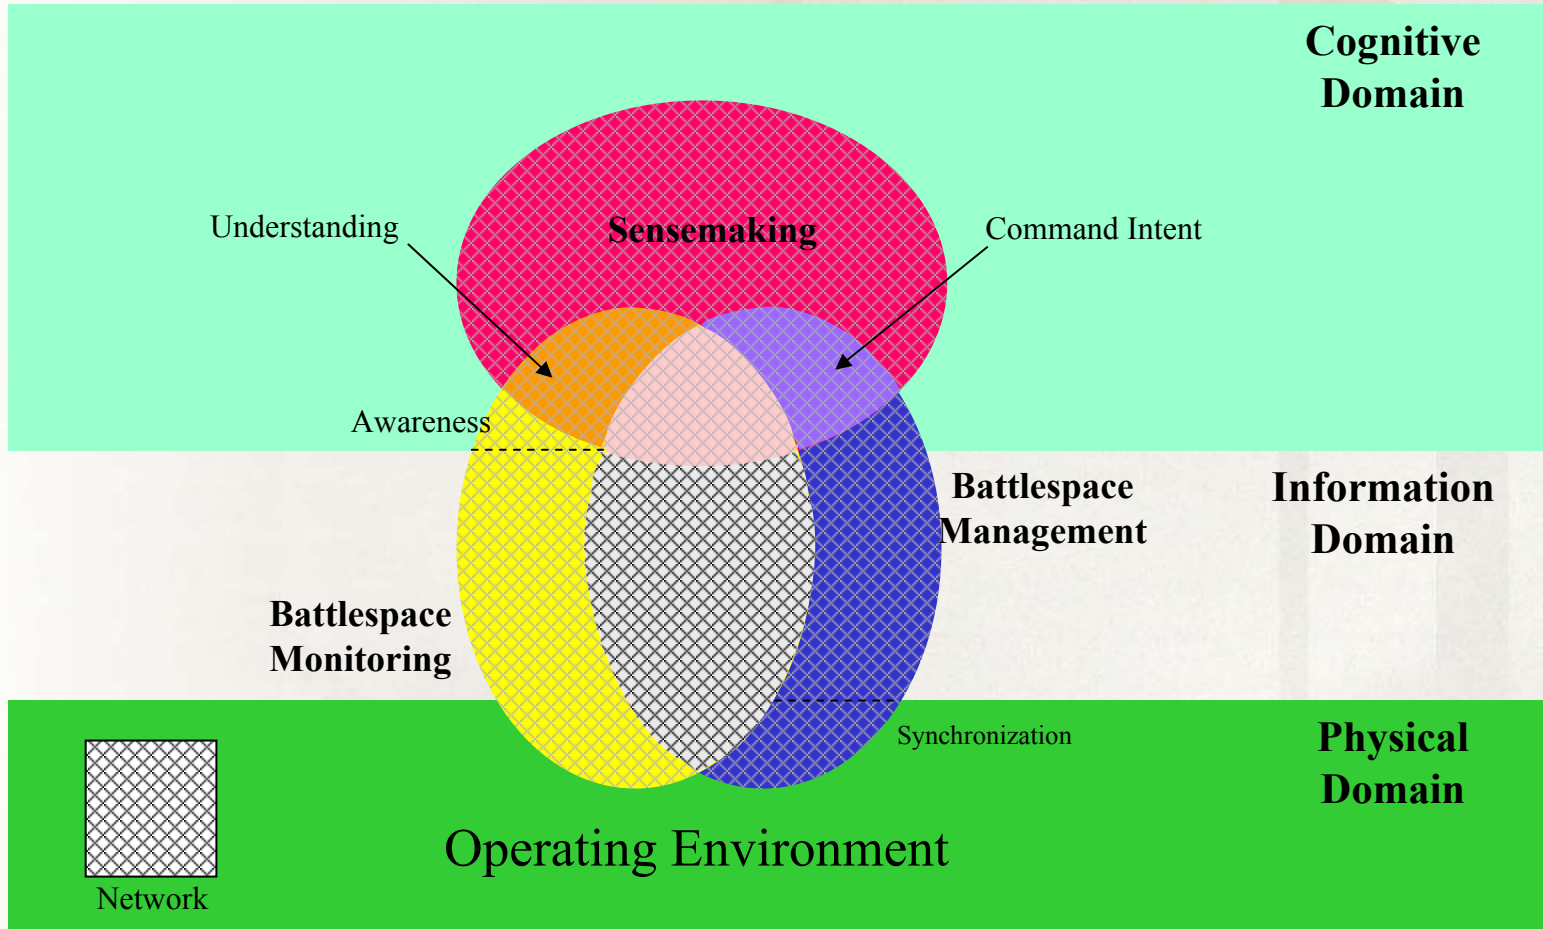 Cognitive
Domain
Understanding
Sensemaking
Command Intent
Awareness
Battlespace
Management
Information
Domain
Battlespace
Monitoring
Synchronization
Physical
Domain
Operating Environment
Network